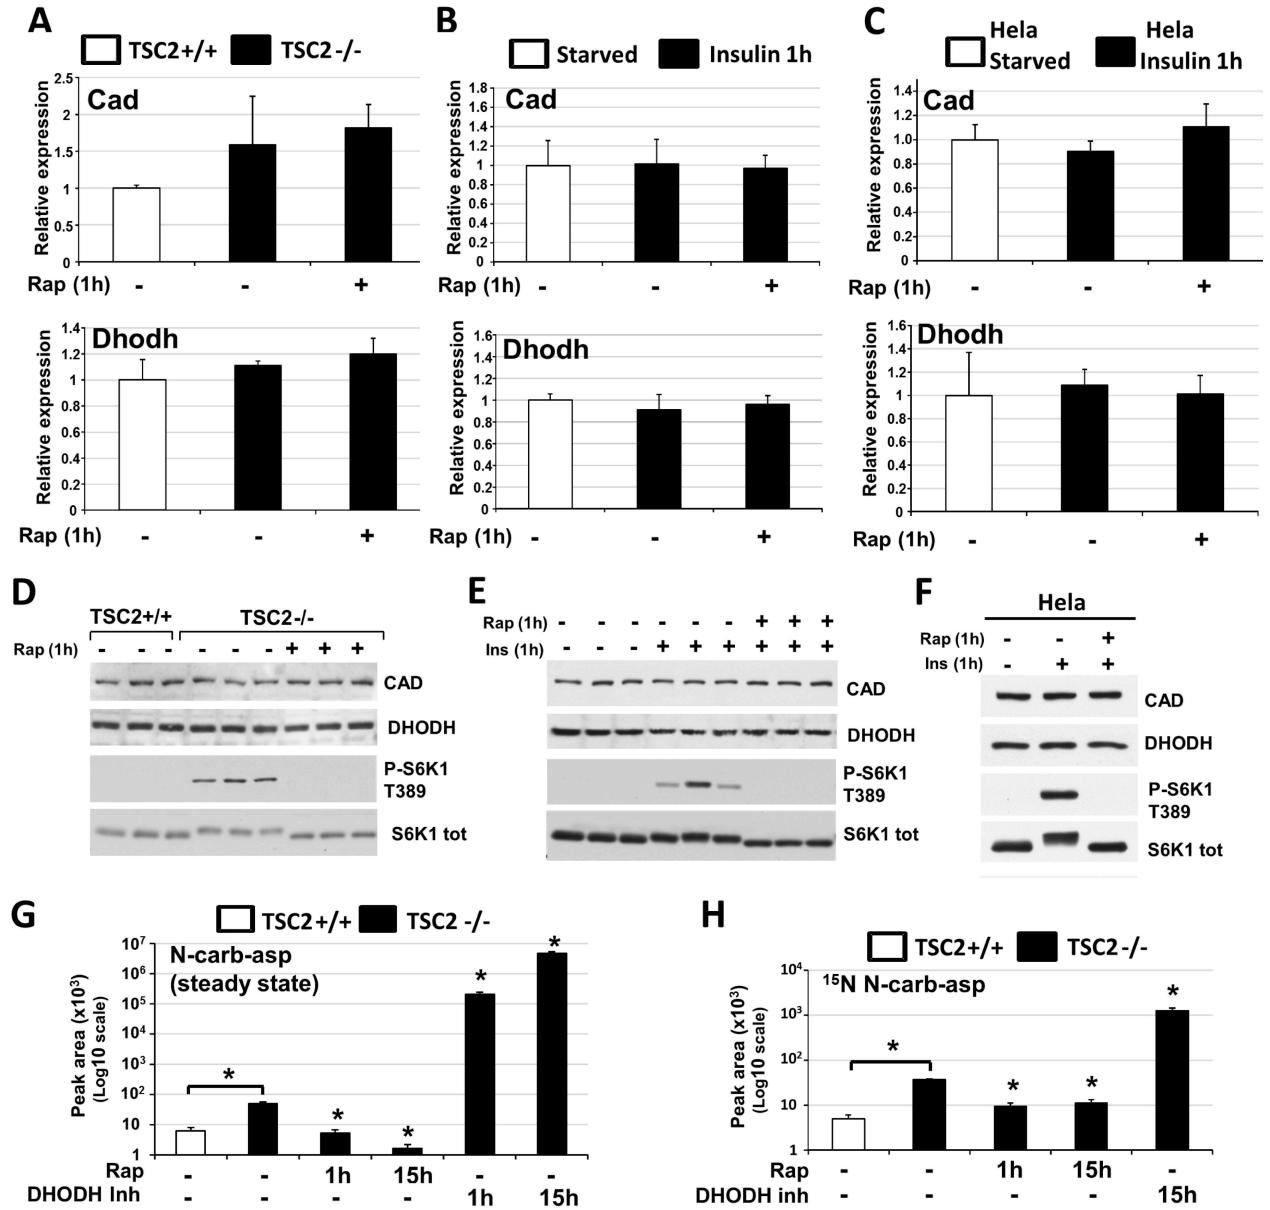 A
TSC2+/+ TSC2-/-
Cad
Relative expression
2.5
2
1.5
1
0.5
0
Rap (1h) - - +
Dhodh
Relative expression
1.4
1.2
1
0.8
0.6
0.4
0.2
0
Rap (1h) - - +
B
Starved Insulin 1h
Cad
Relative expression
1.8
1.6
1.4
1.2
1
0.8
0.6
0.4
0.2
0
Rap (1h) - - +
Dhodh
Relative expression
1.6
1.4
1.2
1
0.8
0.6
0.4
0.2
0
Rap (1h) - - +
C
Hela Starved
Hela Insulin 1h
Cad
Relative expression
1.4
1.2
1
0.8
0.6
0.4
0.2
0
Rap (1h) - - +
Dhodh
Relative expression
1.6
1.4
1.2
1
0.8
0.6
0.4
0.2
0
Rap (1h) - - +
D
TSC2+/+ TSC2-/-
Rap (1h) - - - - - - + + +
CAD
DHODH
P-S6K1
T389
S6K1 tot
E
Rap (1h) - - - - - - + + +
Ins (1h) - - - + + + + + +
CAD
DHODH
P-S6K1
T389
S6K1 tot
F
Hela
Rap (1h) - - +
Ins (1h) - + +
CAD
DHODH
P-S6K1
T389
S6K1 tot
G
TSC2+/+ TSC2 -/-
N-carb-asp
(steady state)
Peak area (x10³)
(Log10 scale)
10⁷
10⁶
10⁵
10⁴
10³
10²
10
1
* * * * *
Rap - - 1h 15h - -
DHODH Inh - - - - 1h 15h
H
TSC2+/+ TSC2-/-
¹⁵N N-carb-asp
Peak area (x10³)
(Log10 scale)
10⁴
10³
10²
10
1
* * * *
Rap - - 1h 15h -
DHODH inh - - - - 15h